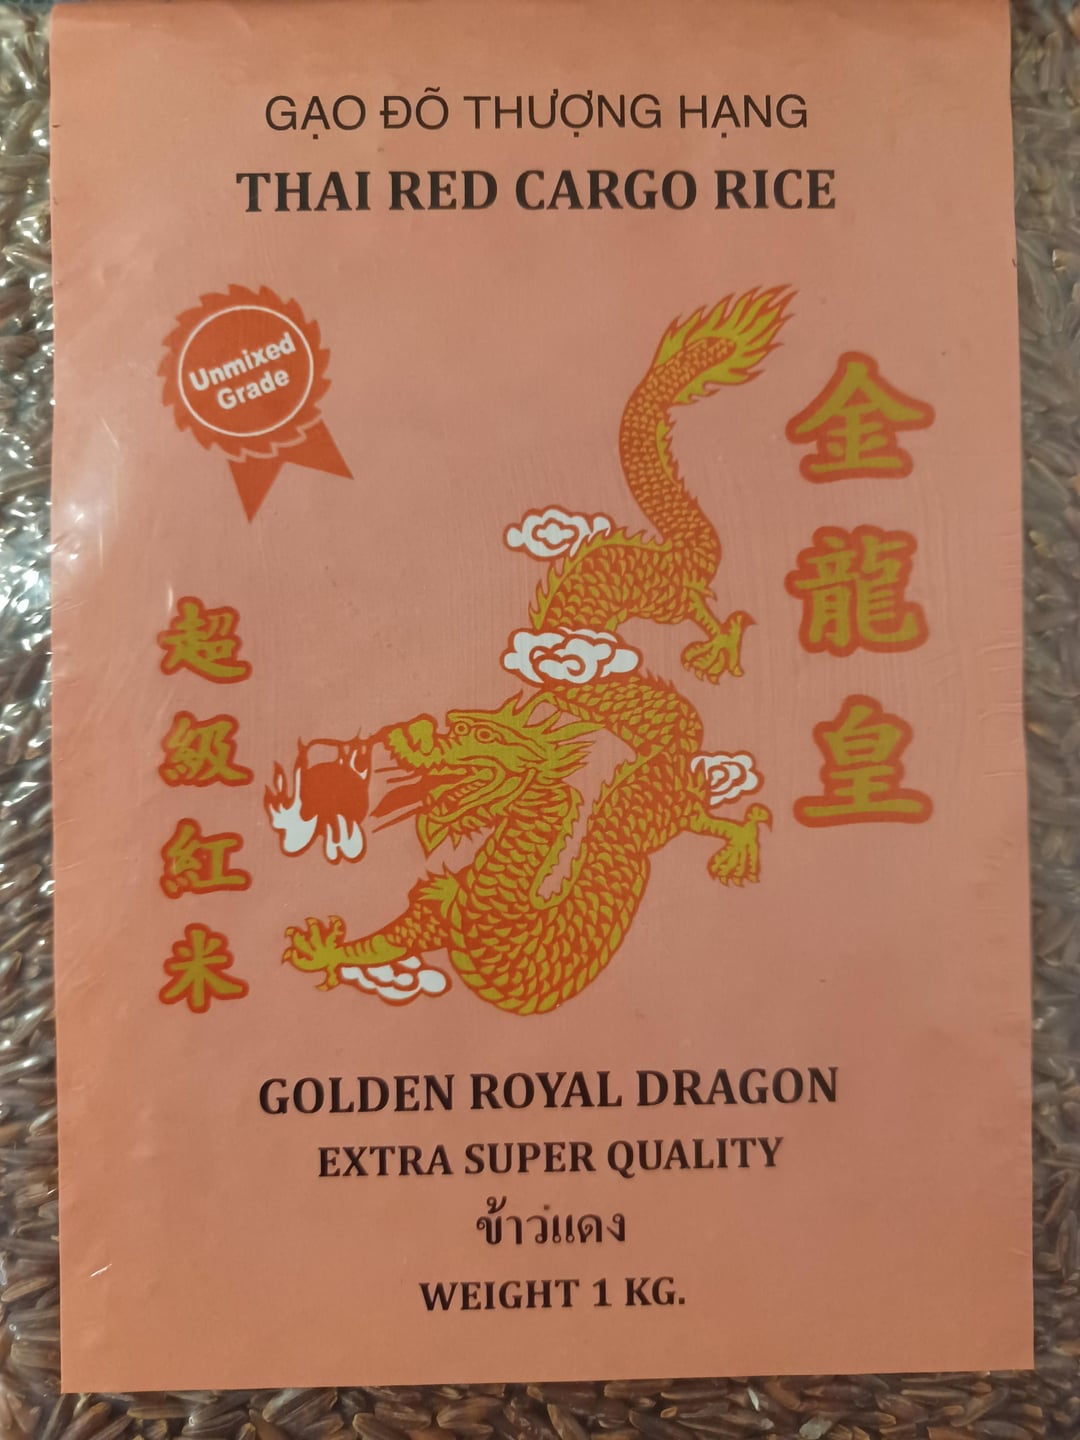 GẠO ĐÕ THƯỢNG HẠNG
THAI RED CARGO RICE
Unmixed
Grade
金龍皇
超級紅米
GOLDEN ROYAL DRAGON
EXTRA SUPER QUALITY
ข้าวแดง
WEIGHT 1 KG.